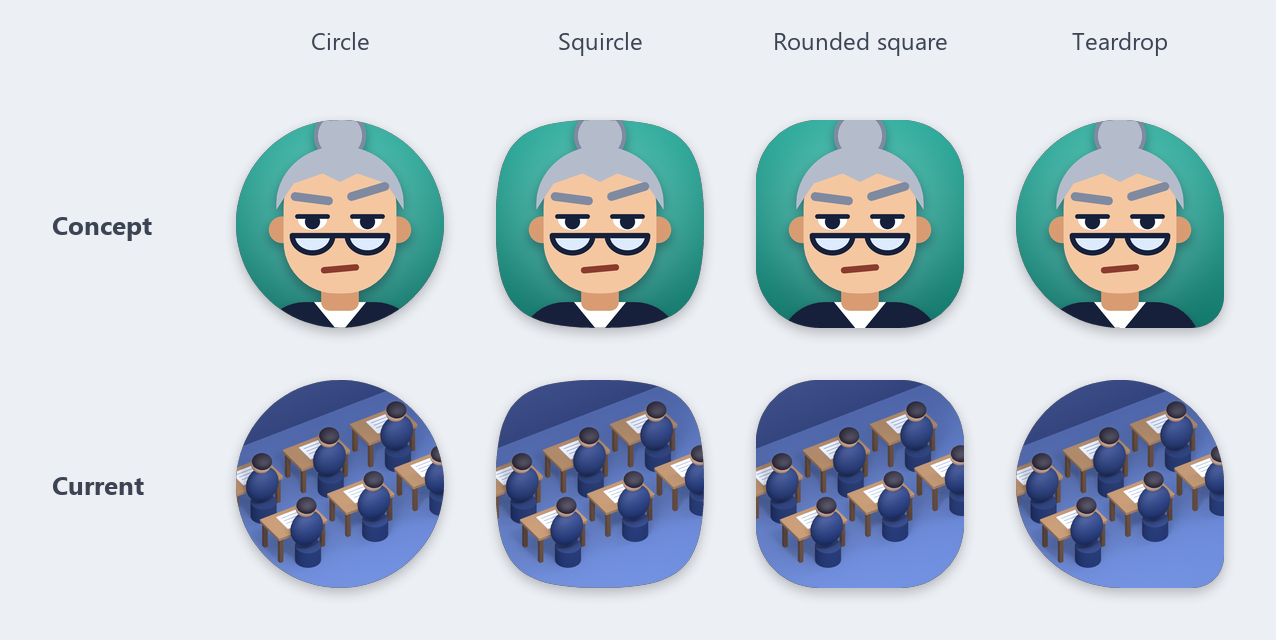 Circle
Squircle
Rounded square
Teardrop
Concept
Current